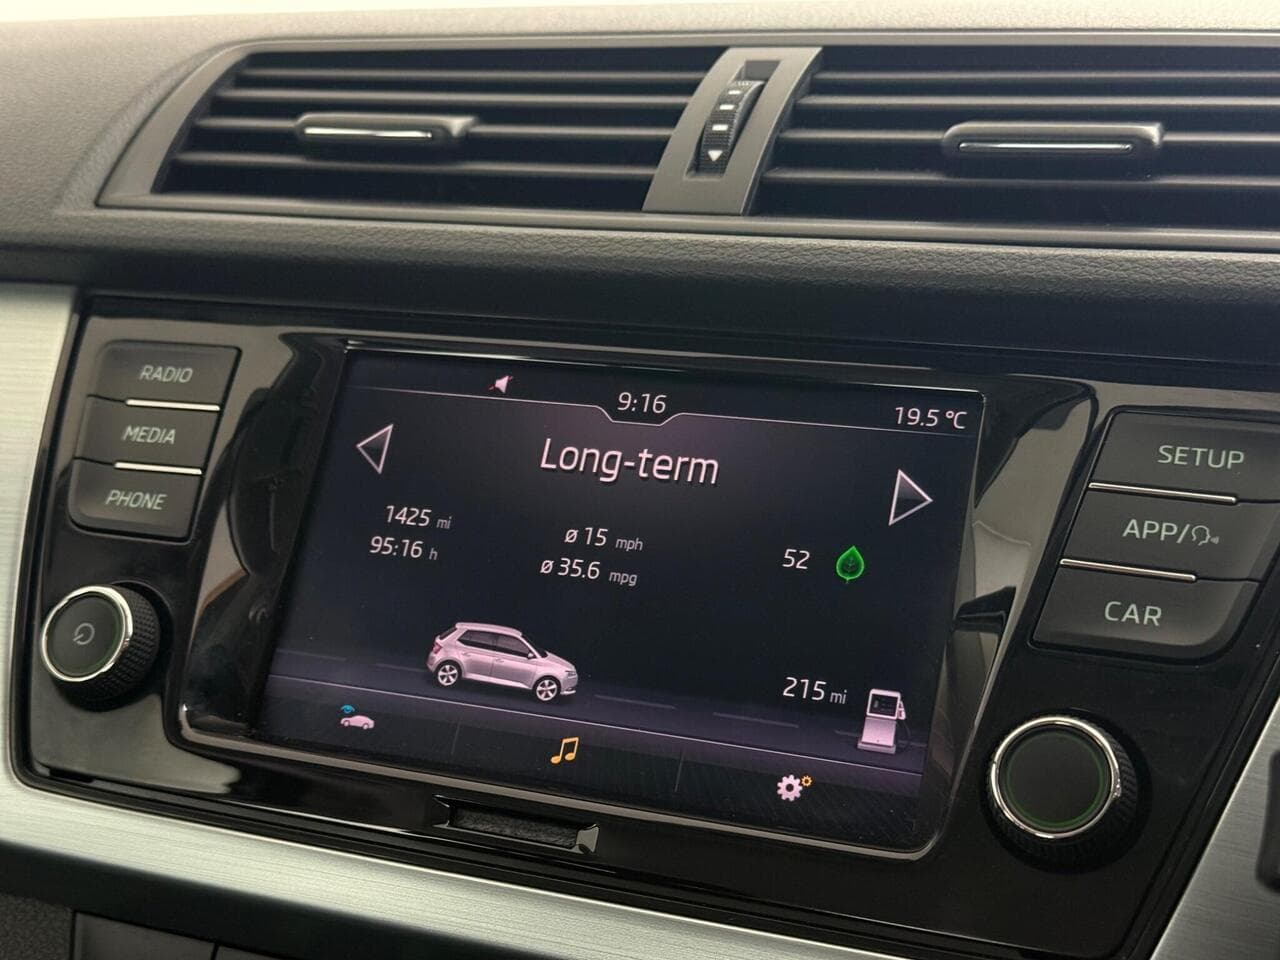 RADIO
MEDIA
PHONE
9:16
19.5 °C
Long-term
1425 mi
95:16 h
ø 15 mph
ø 35.6 mpg
52
215 mi
SETUP
APP/
CAR